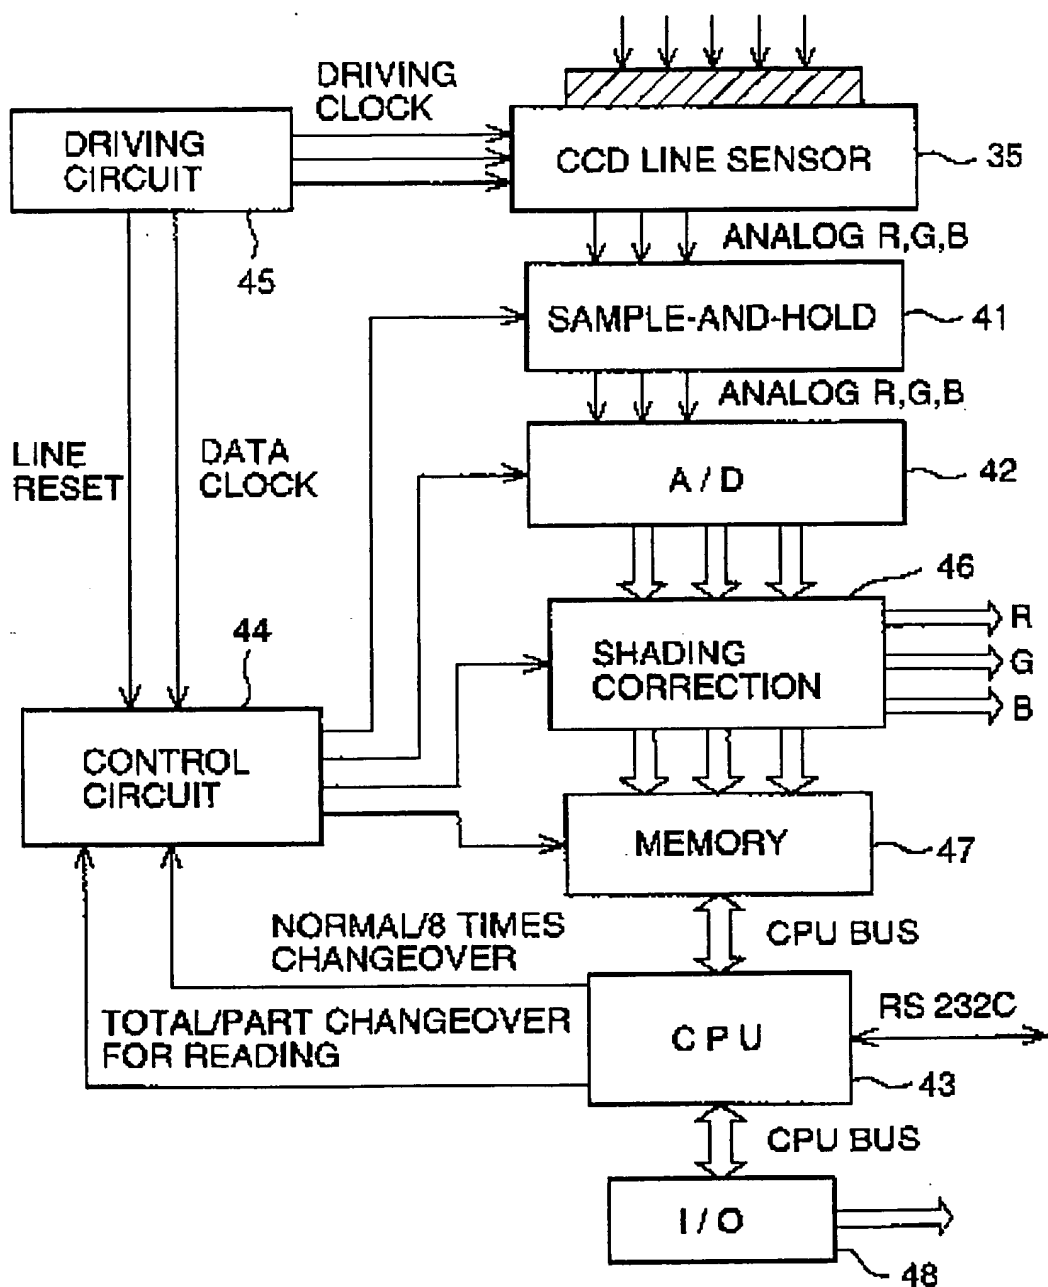 DRIVING
CLOCK
DRIVING
CIRCUIT
CCD LINE SENSOR
35
45
ANALOG R,G,B
SAMPLE-AND-HOLD
41
ANALOG R,G,B
LINE
RESET
DATA
CLOCK
A / D
42
46
44
SHADING
CORRECTION
R
G
B
CONTROL
CIRCUIT
MEMORY
47
NORMAL/8 TIMES
CHANGEOVER
CPU BUS
TOTAL/PART CHANGEOVER
FOR READING
C P U
RS 232C
43
CPU BUS
I / O
48